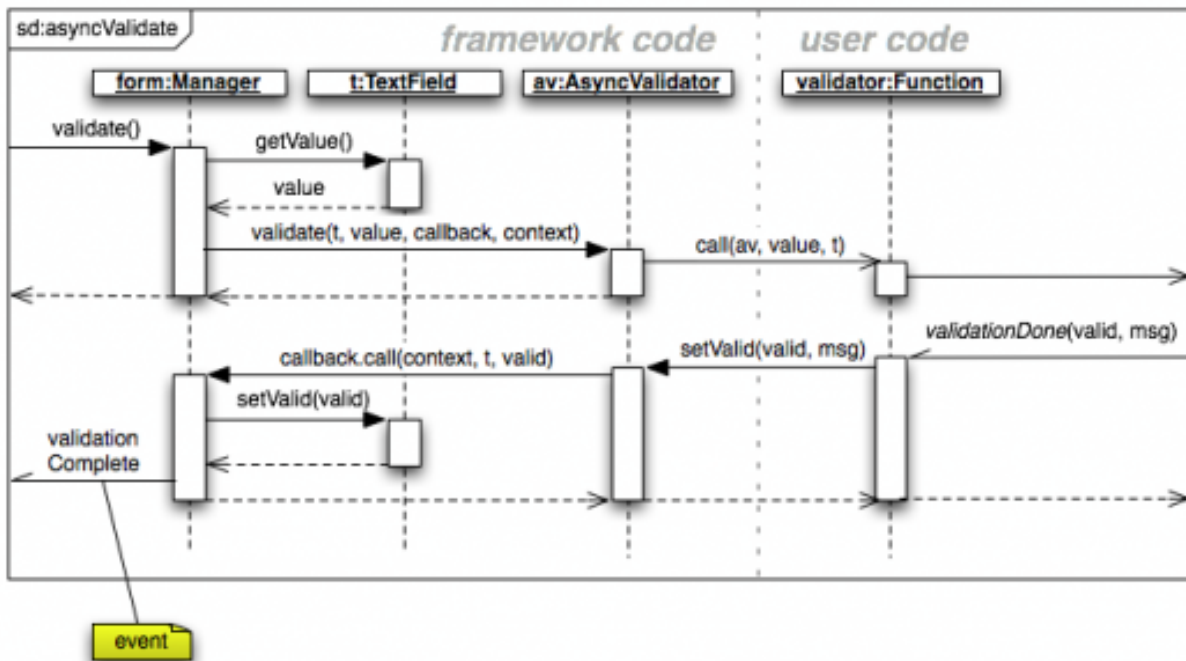 sd:asyncValidate
framework code
user code
form:Manager
t:TextField
av:AsyncValidator
validator:Function
validate()
getValue()
value
validate(t, value, callback, context)
call(av, value, t)
validationDone(valid, msg)
setValid(valid, msg)
callback.call(context, t, valid)
setValid(valid)
validation
Complete
event